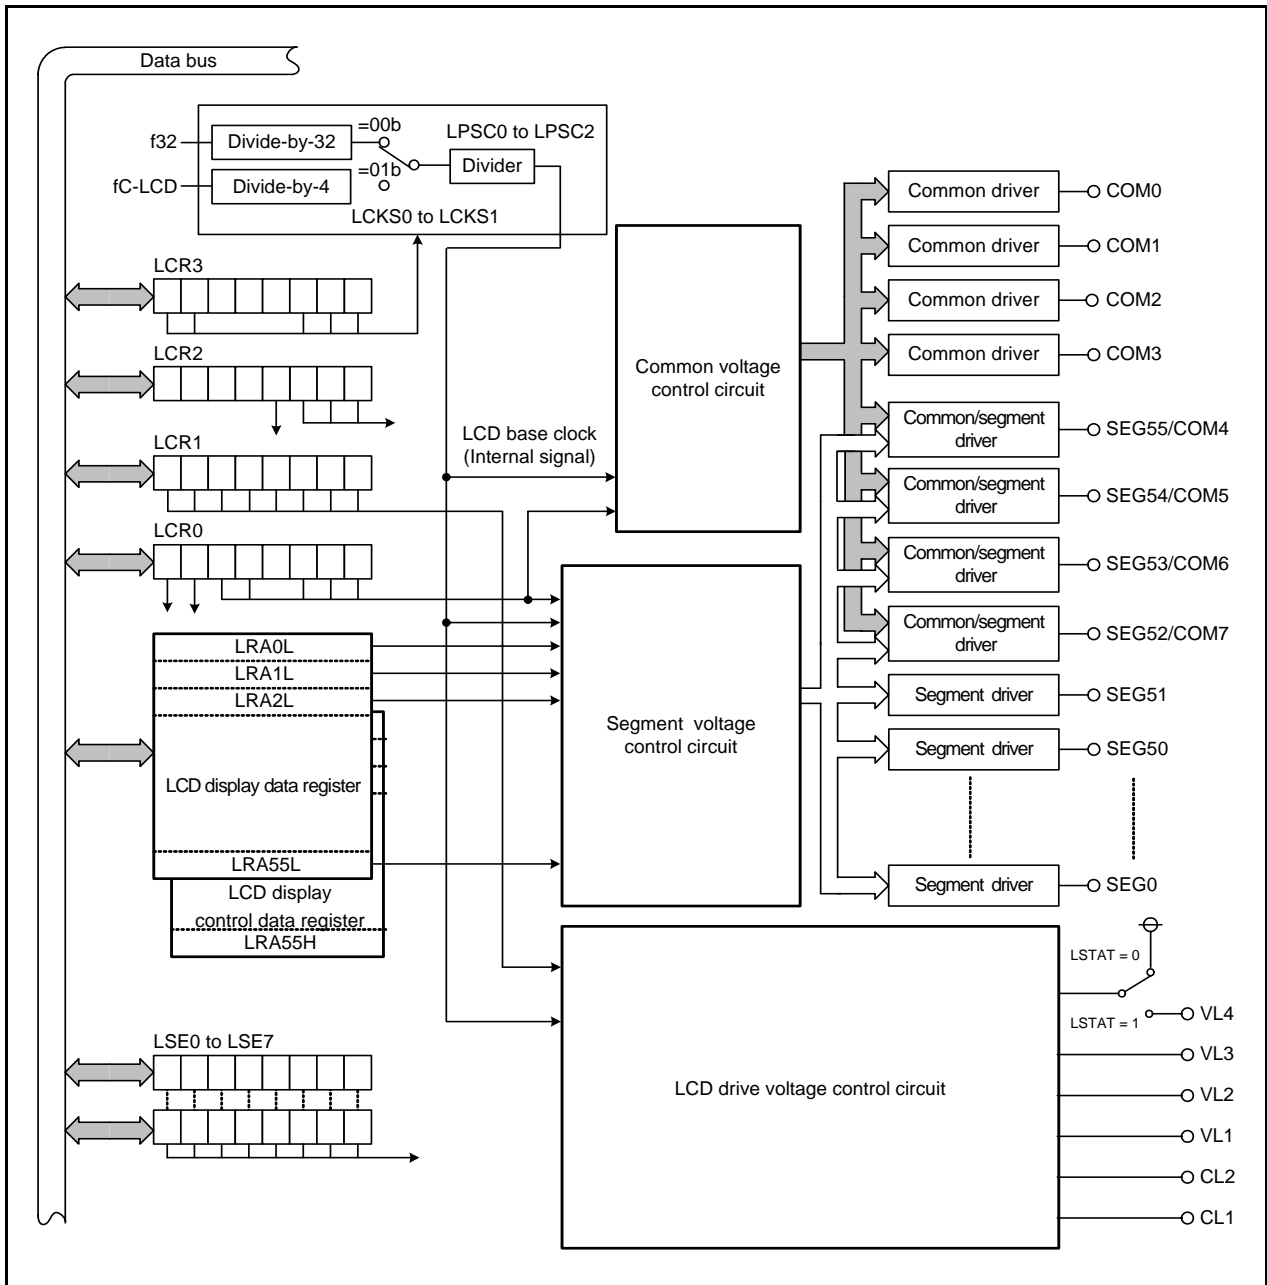 Data bus
f32
Divide-by-32
=00b
LPSC0 to LPSC2
Divider
fC-LCD
Divide-by-4
=01b
LCKS0 to LCKS1
LCR3
LCR2
LCR1
LCR0
LCD base clock
(Internal signal)
Common voltage
control circuit
Common driver
COM0
Common driver
COM1
Common driver
COM2
Common driver
COM3
Common/segment
driver
SEG55/COM4
Common/segment
driver
SEG54/COM5
Common/segment
driver
SEG53/COM6
Common/segment
driver
SEG52/COM7
Segment driver
SEG51
Segment driver
SEG50
Segment driver
SEG0
LRA0L
LRA1L
LRA2L
LCD display data register
LRA55L
LCD display
control data register
LRA55H
Segment voltage
control circuit
LSE0 to LSE7
LCD drive voltage control circuit
LSTAT = 0
LSTAT = 1
VL4
VL3
VL2
VL1
CL2
CL1